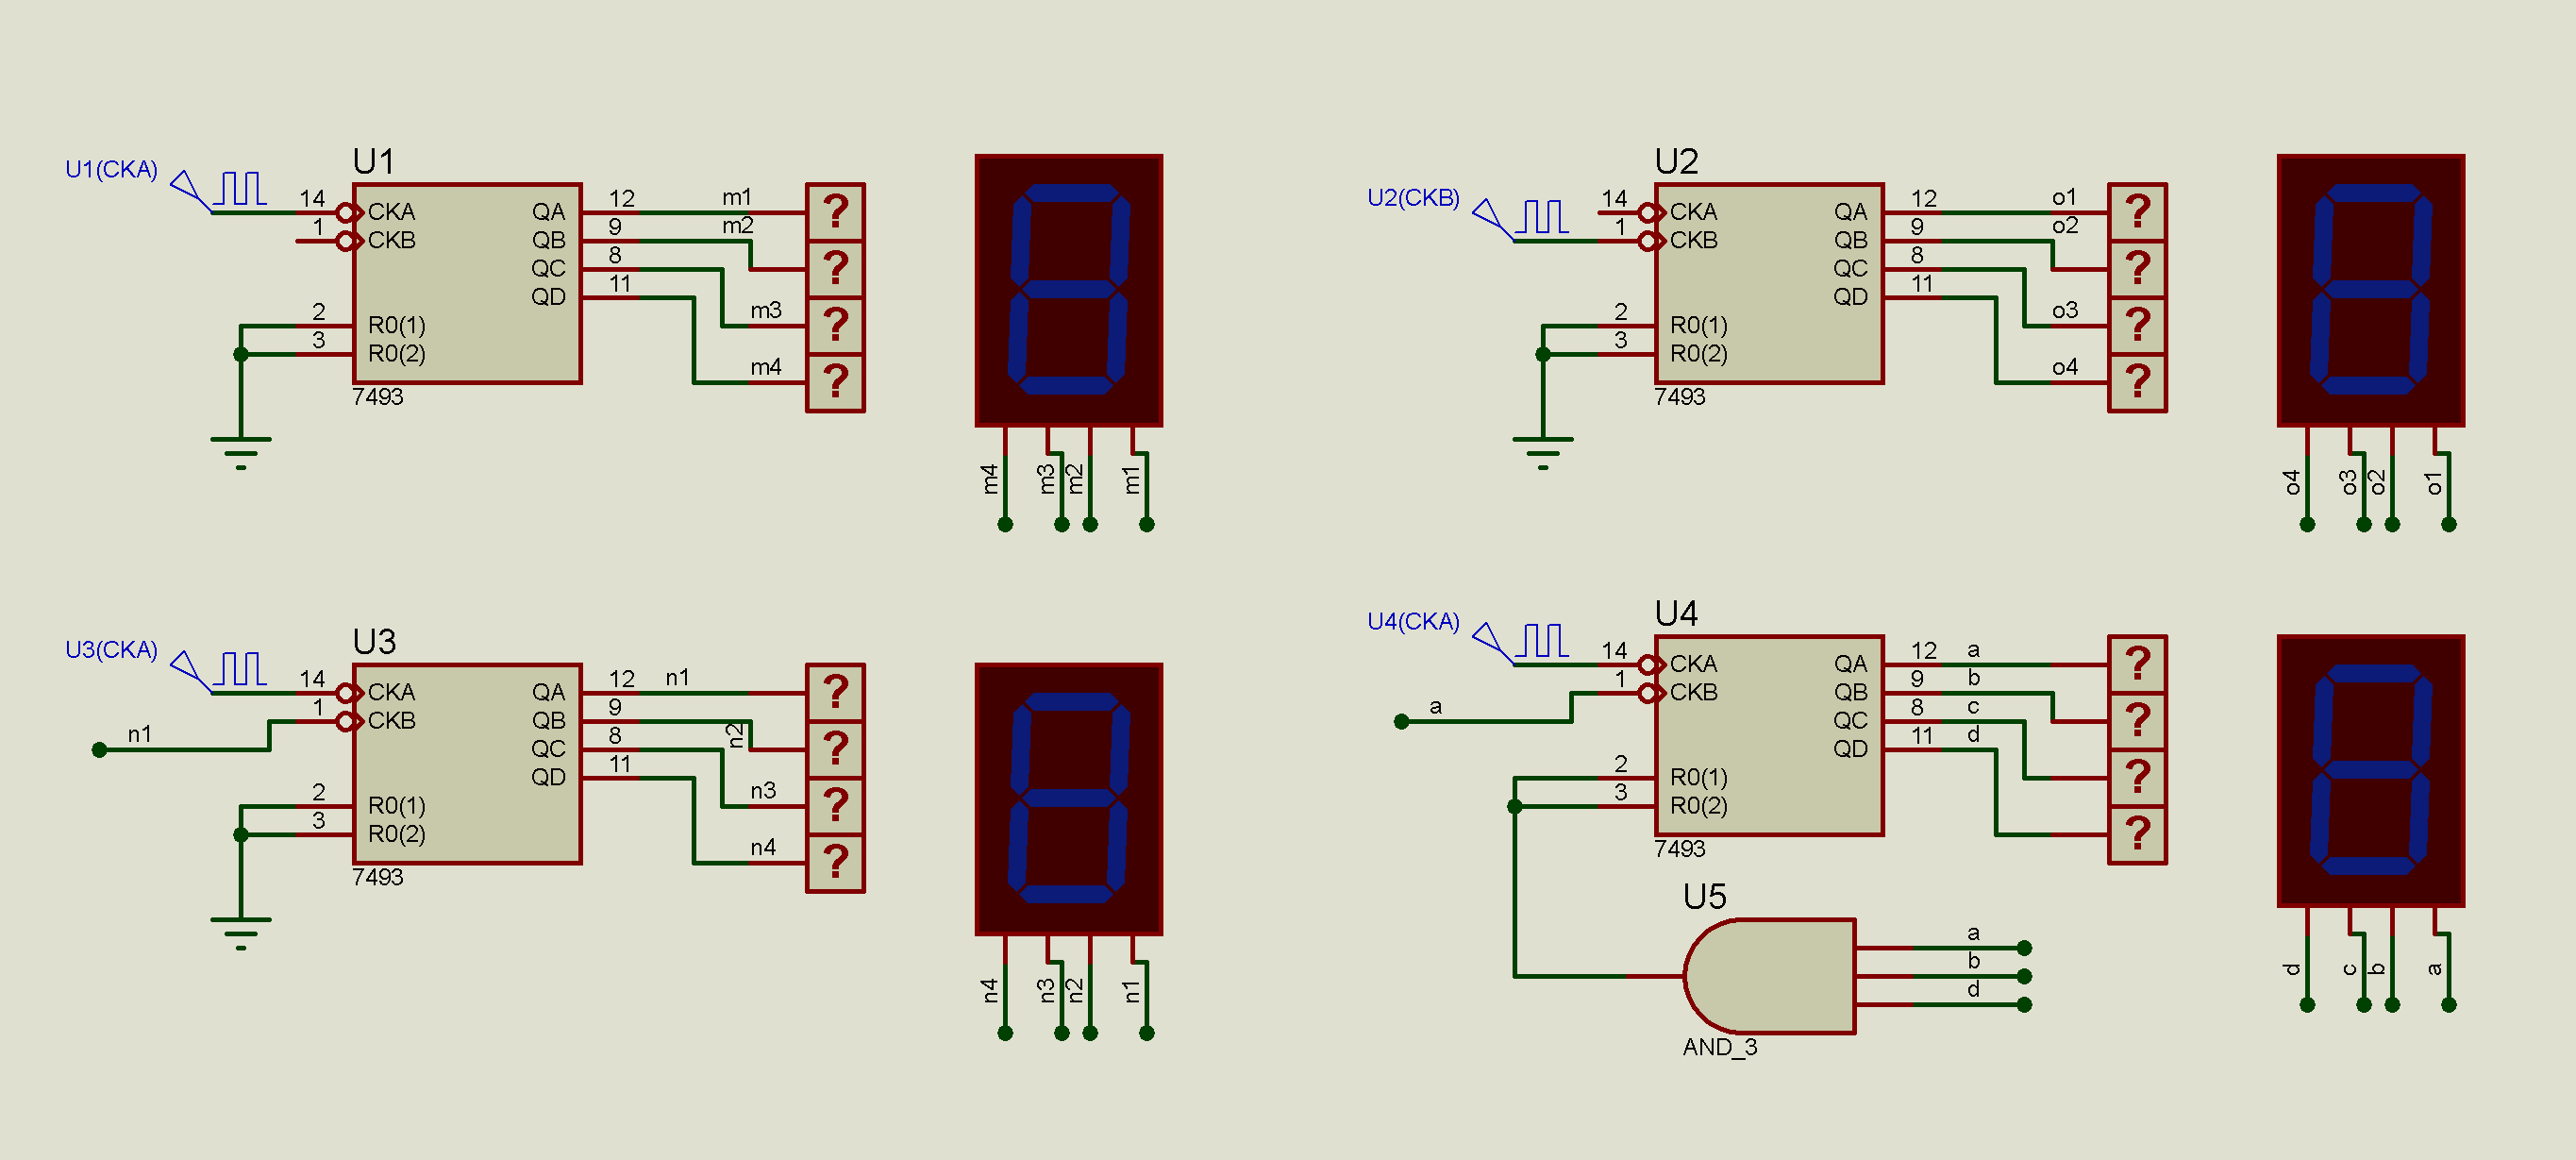 U1
U1(CKA)
14 CKA QA 12 m1 ?
1 CKB QB 9 m2 ?
QC 8 m3 ?
QD 11 m4 ?
2 R0(1)
3 R0(2)
7493
m4 m3 m2 m1
U2
U2(CKB)
14 CKA QA 12 o1 ?
1 CKB QB 9 o2 ?
QC 8 o3 ?
QD 11 o4 ?
2 R0(1)
3 R0(2)
7493
o4 o3 o2 o1
U3
U3(CKA)
14 CKA QA 12 n1 ?
1 CKB QB 9 n2 ?
n1 QC 8 n3 ?
QD 11 n4 ?
2 R0(1)
3 R0(2)
7493
n4 n3 n2 n1
U4
U4(CKA)
14 CKA QA 12 a ?
1 CKB QB 9 b ?
a QC 8 c ?
QD 11 d ?
2 R0(1)
3 R0(2)
7493
d c b a
U5
a
b
d
AND_3